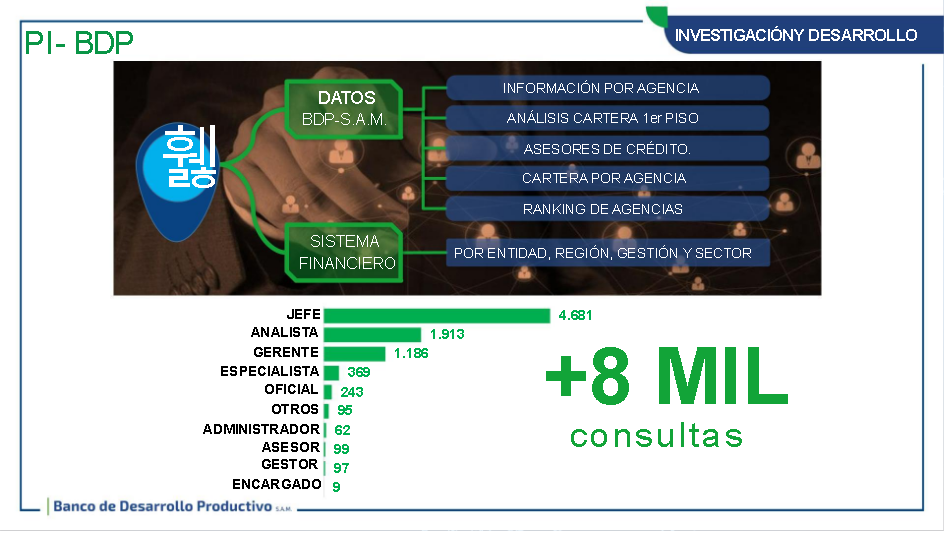 PI- BDP
INVESTIGACIÓNY DESARROLLO
DATOS
BDP-S.A.M.
INFORMACIÓN POR AGENCIA
ANÁLISIS CARTERA 1er PISO
ASESORES DE CRÉDITO.
CARTERA POR AGENCIA
RANKING DE AGENCIAS
SISTEMA
FINANCIERO
POR ENTIDAD, REGIÓN, GESTIÓN Y SECTOR
JEFE 4.681
ANALISTA 1.913
GERENTE 1.186
ESPECIALISTA 369
OFICIAL 243
OTROS 95
ADMINISTRADOR 62
ASESOR 99
GESTOR 97
ENCARGADO 9
+8 MIL
consultas
Banco de Desarrollo Productivo S.A.M.